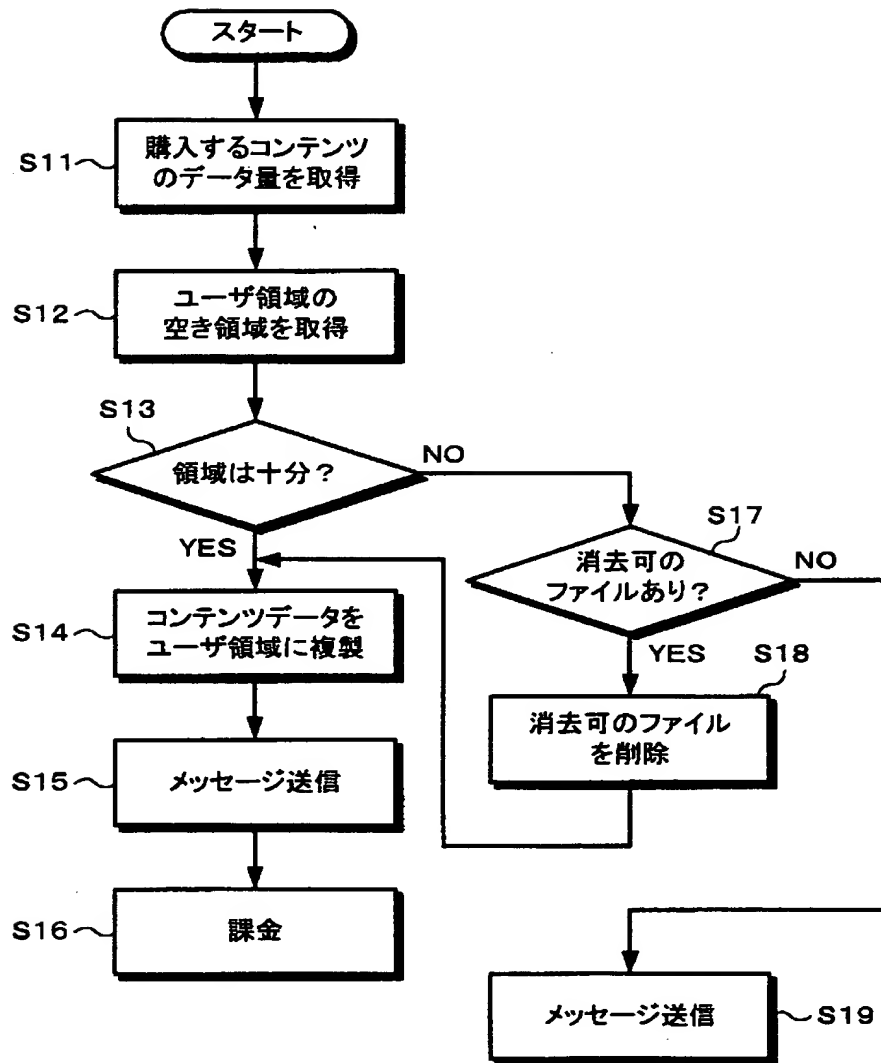 スタート
S11
購入するコンテンツ
のデータ量を取得
S12
ユーザ領域の
空き領域を取得
S13
領域は十分？
NO
YES
S17
消去可の
ファイルあり？
NO
YES
S14
コンテンツデータを
ユーザ領域に複製
S18
消去可のファイル
を削除
S15
メッセージ送信
S16
課金
メッセージ送信
S19